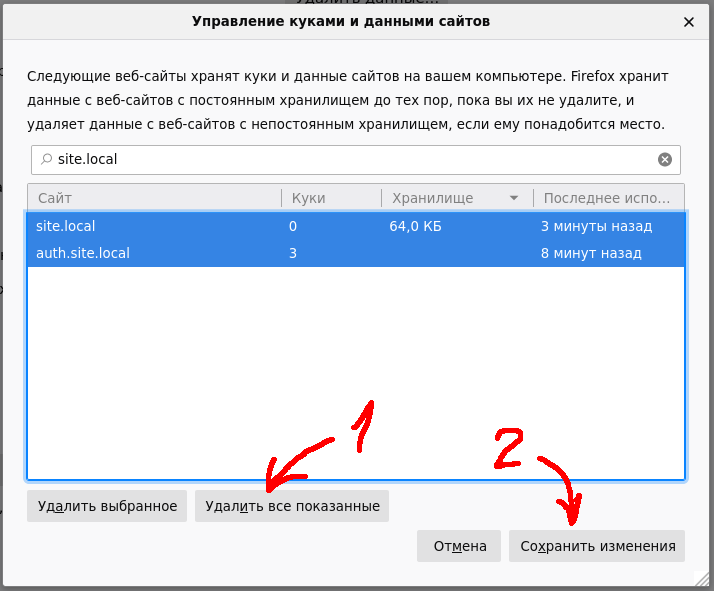 Удалить данные...
Управление куками и данными сайтов
Следующие веб-сайты хранят куки и данные сайтов на вашем компьютере. Firefox хранит
данные с веб-сайтов с постоянным хранилищем до тех пор, пока вы их не удалите, и
удаляет данные с веб-сайтов с непостоянным хранилищем, если ему понадобится место.
site.local
Сайт Куки Хранилище Последнее испо...
site.local 0 64,0 КБ 3 минуты назад
auth.site.local 3 8 минут назад
1
2
Удалить выбранное Удалить все показанные
Отмена Сохранить изменения